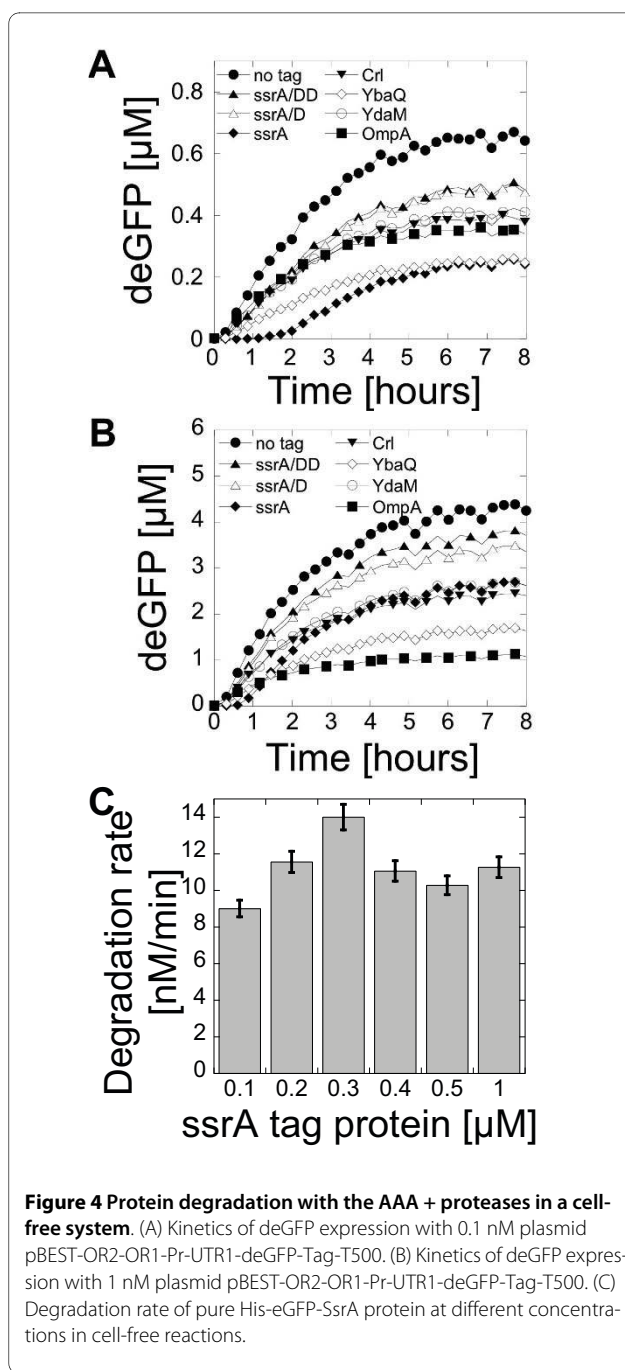 A
no tag
ssrA/DD
ssrA/D
ssrA
Crl
YbaQ
YdaM
OmpA
deGFP [µM]
0.8
0.6
0.4
0.2
0
0 1 2 3 4 5 6 7 8
Time [hours]
B
no tag
ssrA/DD
ssrA/D
ssrA
Crl
YbaQ
YdaM
OmpA
deGFP [µM]
6
5
4
3
2
1
0
0 1 2 3 4 5 6 7 8
Time [hours]
C
Degradation rate
[nM/min]
14
12
10
8
6
4
2
0
0.1 0.2 0.3 0.4 0.5 1
ssrA tag protein [µM]
Figure 4 Protein degradation with the AAA + proteases in a cell-
free system. (A) Kinetics of deGFP expression with 0.1 nM plasmid
pBEST-OR2-OR1-Pr-UTR1-deGFP-Tag-T500. (B) Kinetics of deGFP expres-
sion with 1 nM plasmid pBEST-OR2-OR1-Pr-UTR1-deGFP-Tag-T500. (C)
Degradation rate of pure His-eGFP-SsrA protein at different concentra-
tions in cell-free reactions.